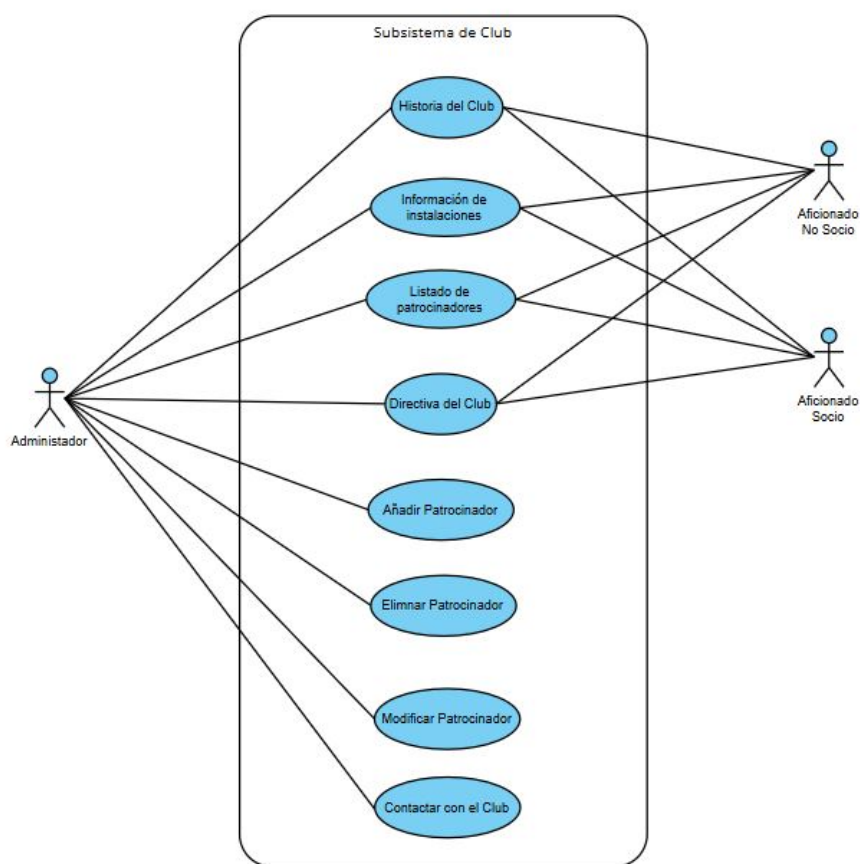 Subsistema de Club
Historia del Club
Información de
instalaciones
Listado de
patrocinadores
Directiva del Club
Añadir Patrocinador
Elimnar Patrocinador
Modificar Patrocinador
Contactar con el Club
Administador
Aficionado
No Socio
Aficionado
Socio